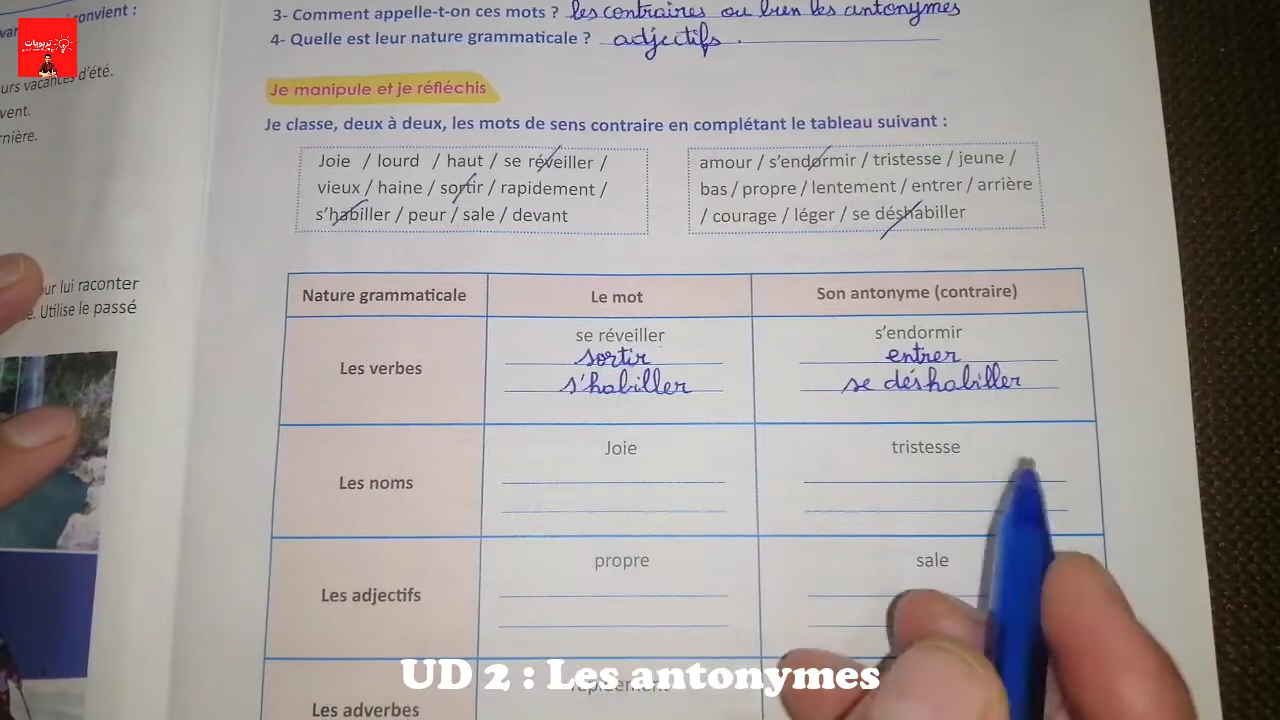 convient :
urs vacances d'été.
vent.
rnière.
our lui raconter
e. Utilise le passé
تربويات
3- Comment appelle-t-on ces mots ? les contraires ou bien les antonymes
4- Quelle est leur nature grammaticale ? adjectifs.
Je manipule et je réfléchis
Je classe, deux à deux, les mots de sens contraire en complétant le tableau suivant :
Joie / lourd / haut / se réveiller /
vieux / haine / sortir / rapidement /
s'habiller / peur / sale / devant
amour / s'endormir / tristesse / jeune /
bas / propre / lentement / entrer / arrière
/ courage / léger / se déshabiller
Nature grammaticale Le mot Son antonyme (contraire)
Les verbes
se réveiller s'endormir
sortir entrer
s'habiller se déshabiller
Les noms
Joie tristesse
Les adjectifs
propre sale
Les adverbes
rapidement
UD 2 : Les antonymes